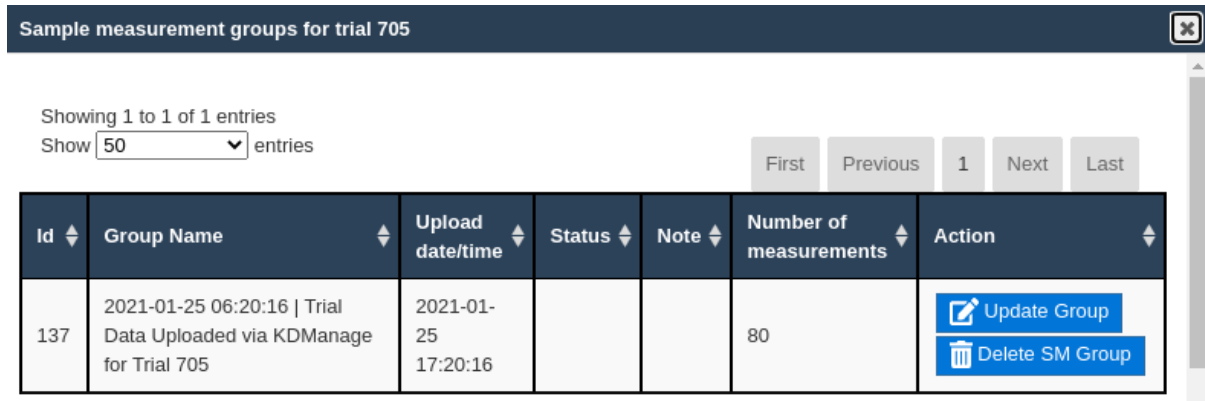 Sample measurement groups for trial 705
Showing 1 to 1 of 1 entries
Show 50 entries
First Previous 1 Next Last
Id Group Name Upload date/time Status Note Number of measurements Action
137 2021-01-25 06:20:16 | Trial Data Uploaded via KDManage for Trial 705 2021-01-25 17:20:16 80 Update Group
Delete SM Group